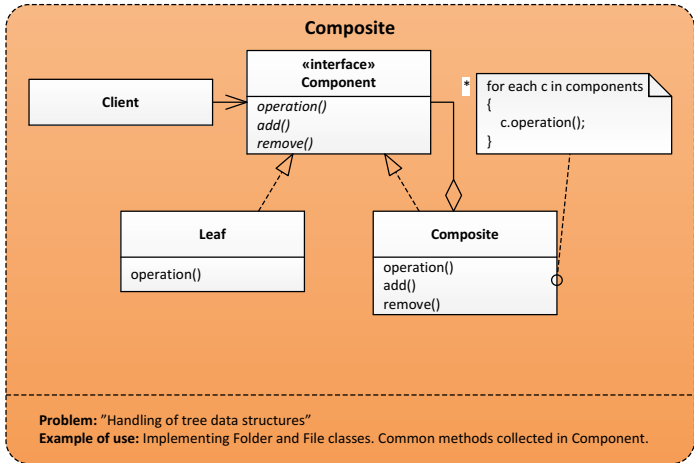 Composite
«interface»
Component
operation()
add()
remove()
Client
*
for each c in components
{
c.operation();
}
Leaf
operation()
Composite
operation()
add()
remove()
Problem: ”Handling of tree data structures”
Example of use: Implementing Folder and File classes. Common methods collected in Component.